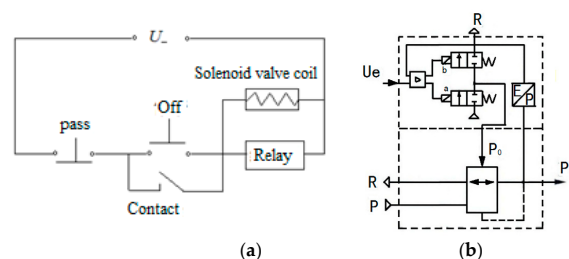 U_
Solenoid valve coil
'Off'
pass
Relay
Contact
(a)
R
b
Ue
E
P
a
P₀
R
P
P
(b)